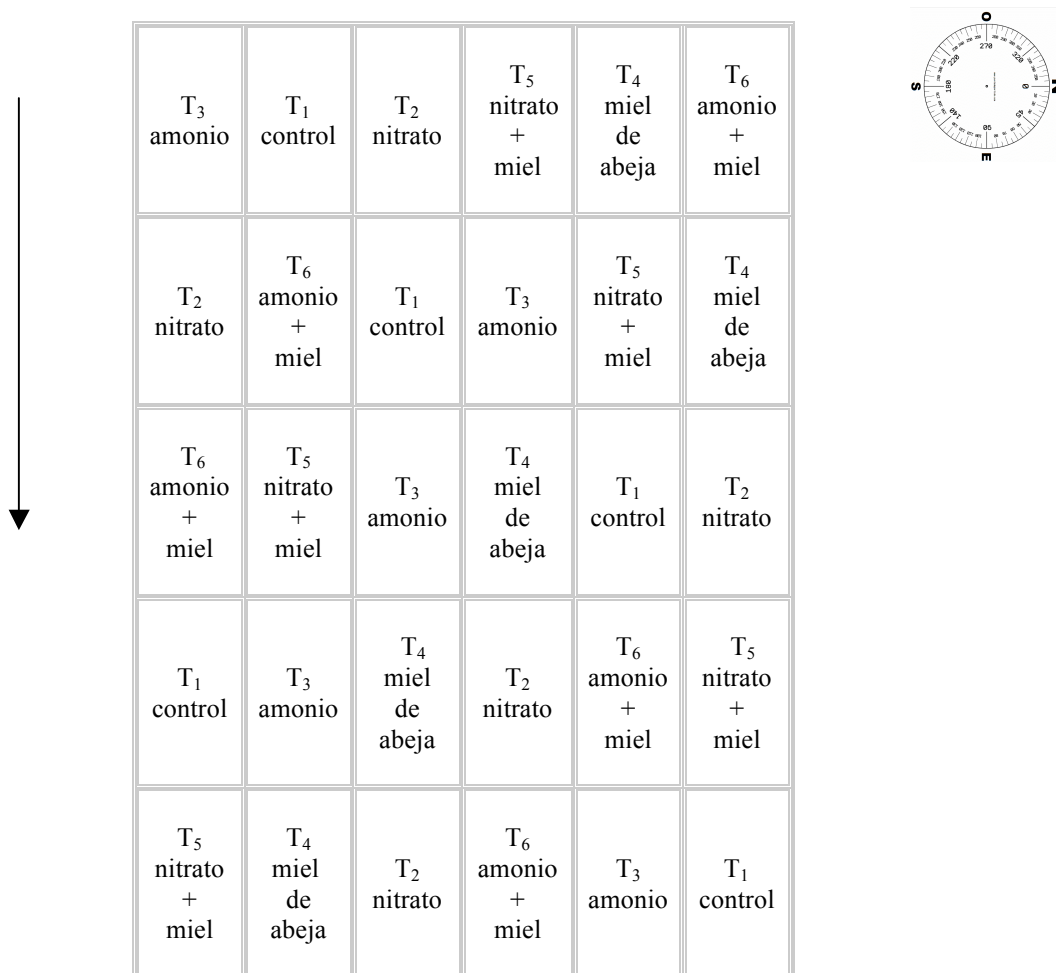 T₃
amonio
T₁
control
T₂
nitrato
T₅
nitrato
+
miel
T₄
miel
de
abeja
T₆
amonio
+
miel
T₂
nitrato
T₆
amonio
+
miel
T₁
control
T₃
amonio
T₅
nitrato
+
miel
T₄
miel
de
abeja
T₆
amonio
+
miel
T₅
nitrato
+
miel
T₃
amonio
T₄
miel
de
abeja
T₁
control
T₂
nitrato
T₁
control
T₃
amonio
T₄
miel
de
abeja
T₂
nitrato
T₆
amonio
+
miel
T₅
nitrato
+
miel
T₅
nitrato
+
miel
T₄
miel
de
abeja
T₂
nitrato
T₆
amonio
+
miel
T₃
amonio
T₁
control
O
270
220
320
S
180
0
N
140
45
90
E